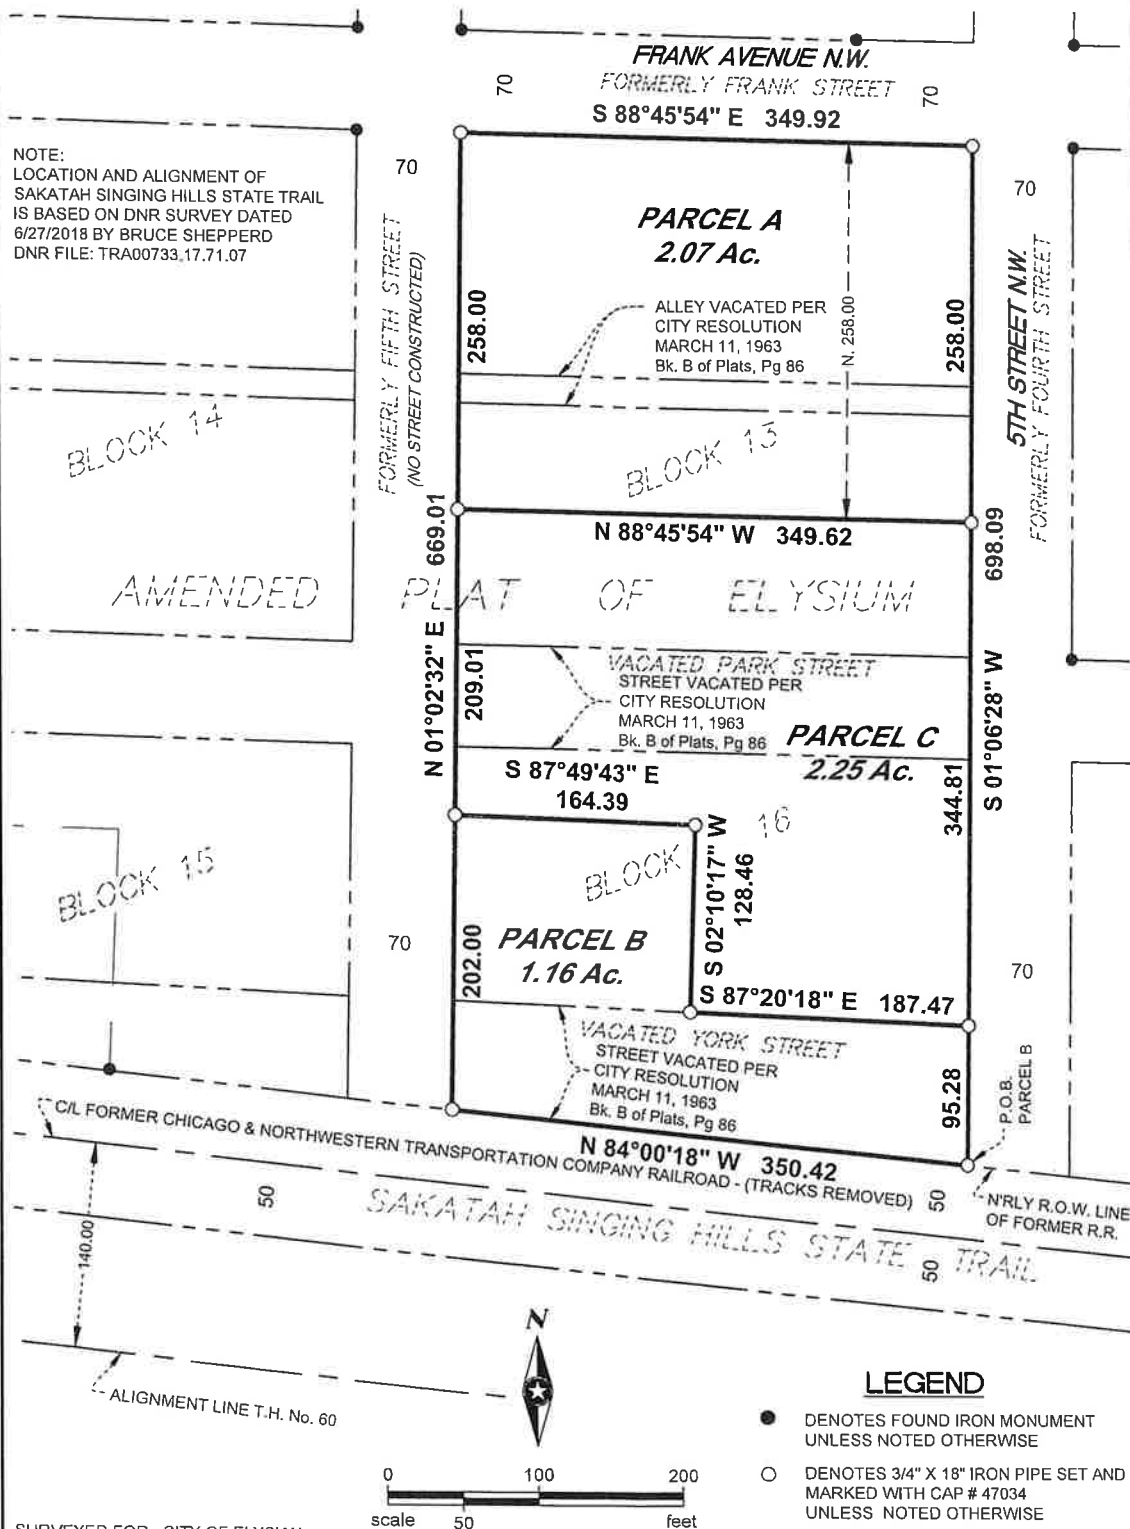 FRANK AVENUE N.W.
FORMERLY FRANK STREET
70
70
S 88°45'54" E 349.92
NOTE:
LOCATION AND ALIGNMENT OF
SAKATAH SINGING HILLS STATE TRAIL
IS BASED ON DNR SURVEY DATED
6/27/2018 BY BRUCE SHEPPERD
DNR FILE: TRA00733.17.71.07
70
70
PARCEL A
2.07 Ac.
FORMERLY FIFTH STREET
(NO STREET CONSTRUCTED)
258.00
ALLEY VACATED PER
CITY RESOLUTION
MARCH 11, 1963
Bk. B of Plats, Pg 86
N. 258.00
258.00
5TH STREET N.W.
FORMERLY FOURTH STREET
BLOCK 14
BLOCK 13
669.01
N 88°45'54" W 349.62
698.09
AMENDED PLAT OF ELYSIUM
N 01°02'32" E
209.01
VACATED PARK STREET
STREET VACATED PER
CITY RESOLUTION
MARCH 11, 1963
Bk. B of Plats, Pg 86
PARCEL C
2.25 Ac.
S 01°06'28" W
344.81
S 87°49'43" E
164.39
BLOCK 16
S 02°10'17" W
128.46
BLOCK 15
70
202.00
PARCEL B
1.16 Ac.
S 87°20'18" E 187.47
70
VACATED YORK STREET
STREET VACATED PER
CITY RESOLUTION
MARCH 11, 1963
Bk. B of Plats, Pg 86
95.28
P.O.B.
PARCEL B
C/L FORMER CHICAGO & NORTHWESTERN TRANSPORTATION COMPANY RAILROAD - (TRACKS REMOVED)
N 84°00'18" W 350.42
50
50
N'RLY R.O.W. LINE
OF FORMER R.R.
SAKATAH SINGING HILLS STATE TRAIL
50
140.00
ALIGNMENT LINE T.H. No. 60
N
LEGEND
DENOTES FOUND IRON MONUMENT
UNLESS NOTED OTHERWISE
DENOTES 3/4" X 18" IRON PIPE SET AND
MARKED WITH CAP # 47034
UNLESS NOTED OTHERWISE
0 100 200
scale 50 feet
SURVEYED FOR - CITY OF ELYSIAN